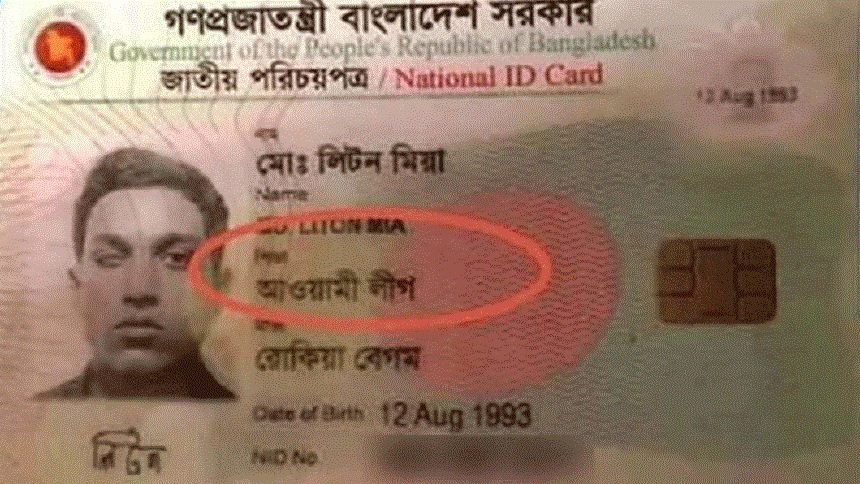 গণপ্রজাতন্ত্রী বাংলাদেশ সরকার
Government of the People's Republic of Bangladesh
জাতীয় পরিচয়পত্র / National ID Card
12 Aug 1993
নাম
মোঃ লিটন মিয়া
Name
MD. LITON MIA
পিতা
আওয়ামী লীগ
মাতা
রোকিয়া বেগম
Date of Birth 12 Aug 1993
NID No
লিটন